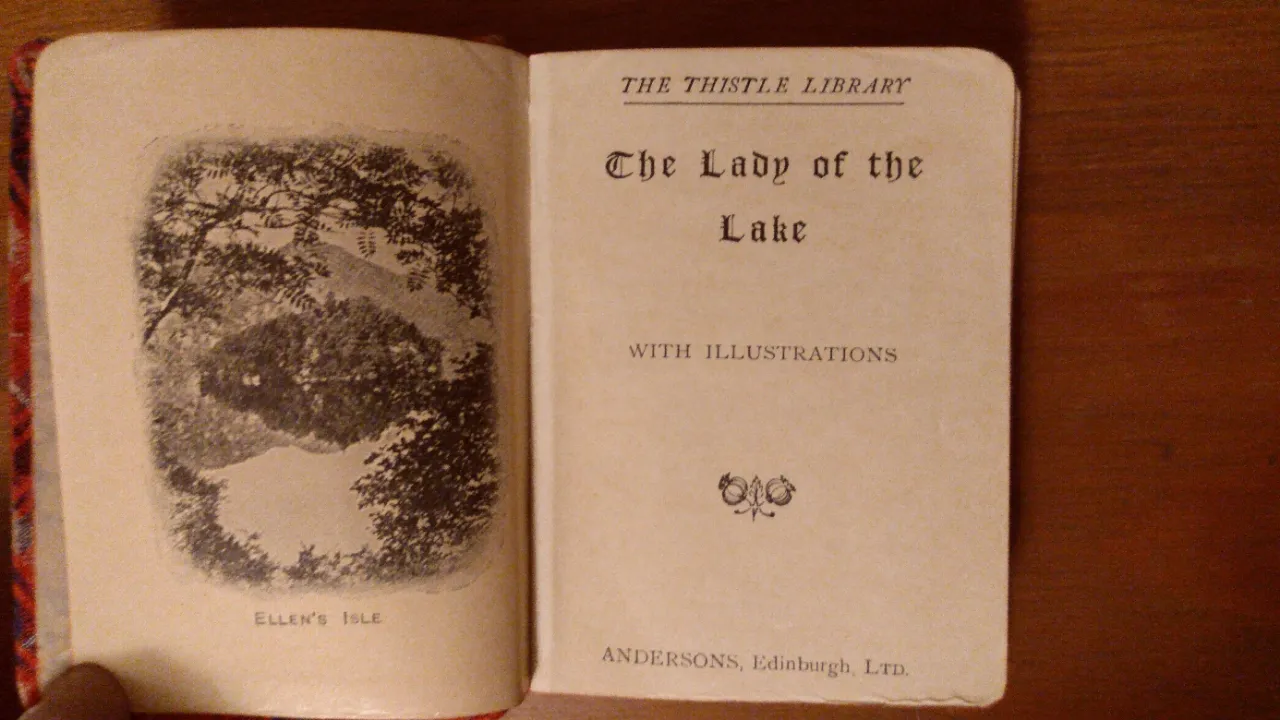 ELLEN'S ISLE
THE THISTLE LIBRARY
The Lady of the
Lake
WITH ILLUSTRATIONS
ANDERSONS, Edinburgh, LTD.